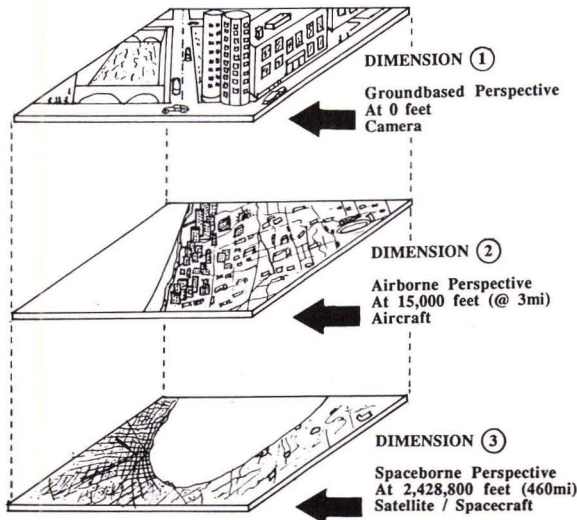 DIMENSION 1
Groundbased Perspective
At 0 feet
Camera
DIMENSION 2
Airborne Perspective
At 15,000 feet (@ 3mi)
Aircraft
DIMENSION 3
Spaceborne Perspective
At 2,428,800 feet (460mi)
Satellite / Spacecraft